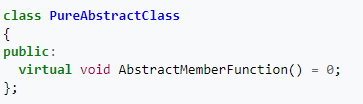 class PureAbstractClass
{
public:
  virtual void AbstractMemberFunction() = 0;
};